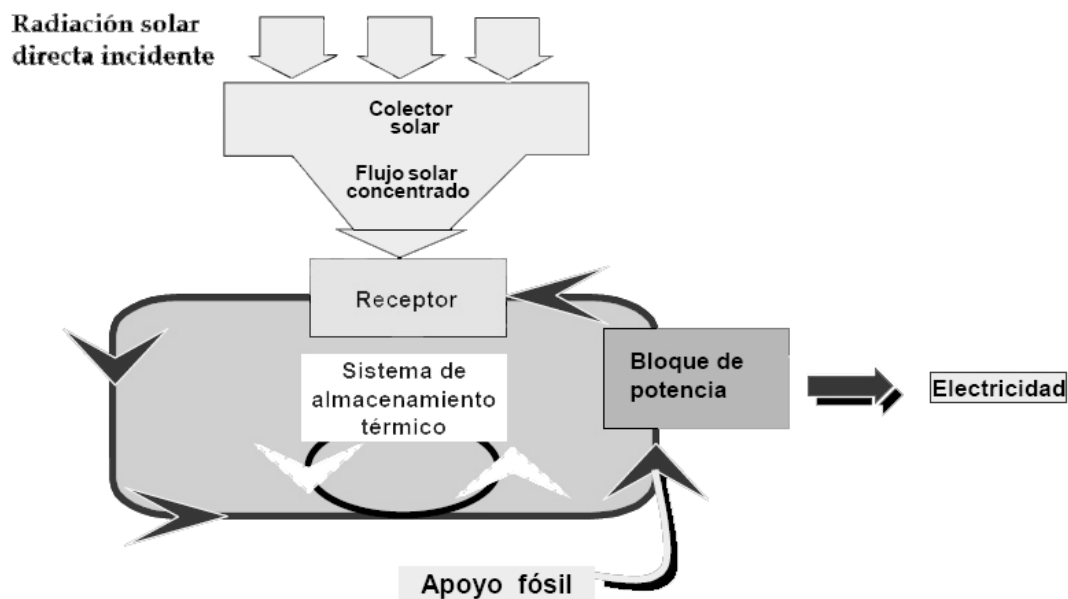 Radiación solar
directa incidente
Colector
solar
Flujo solar
concentrado
Receptor
Sistema de
almacenamiento
térmico
Bloque de
potencia
Electricidad
Apoyo fósil